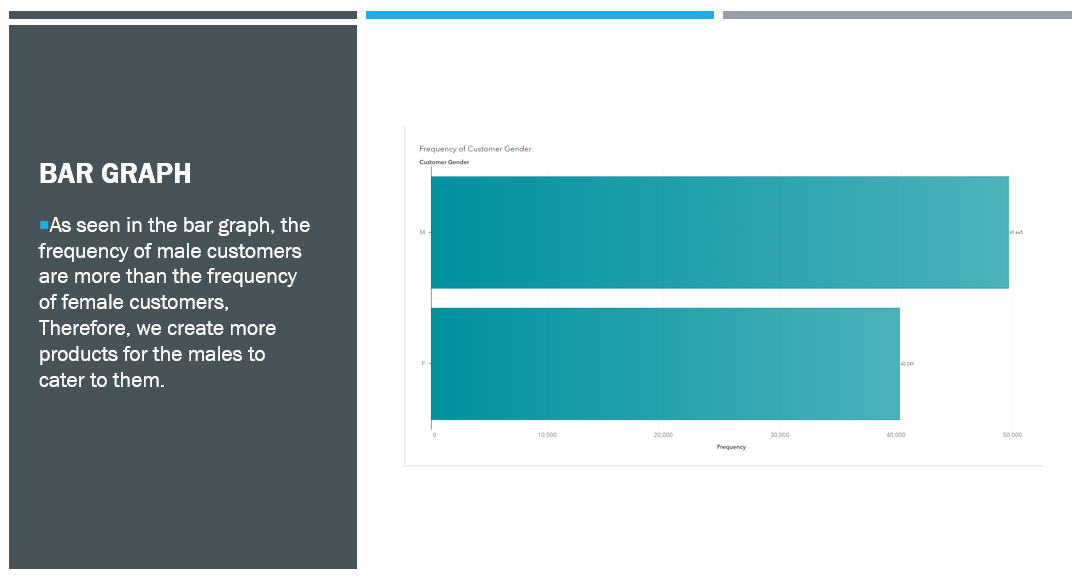 BAR GRAPH
As seen in the bar graph, the
frequency of male customers
are more than the frequency
of female customers,
Therefore, we create more
products for the males to
cater to them.
Frequency of Customer Gender
Customer Gender
M
F
0 10,000 20,000 30,000 40,000 50,000
Frequency